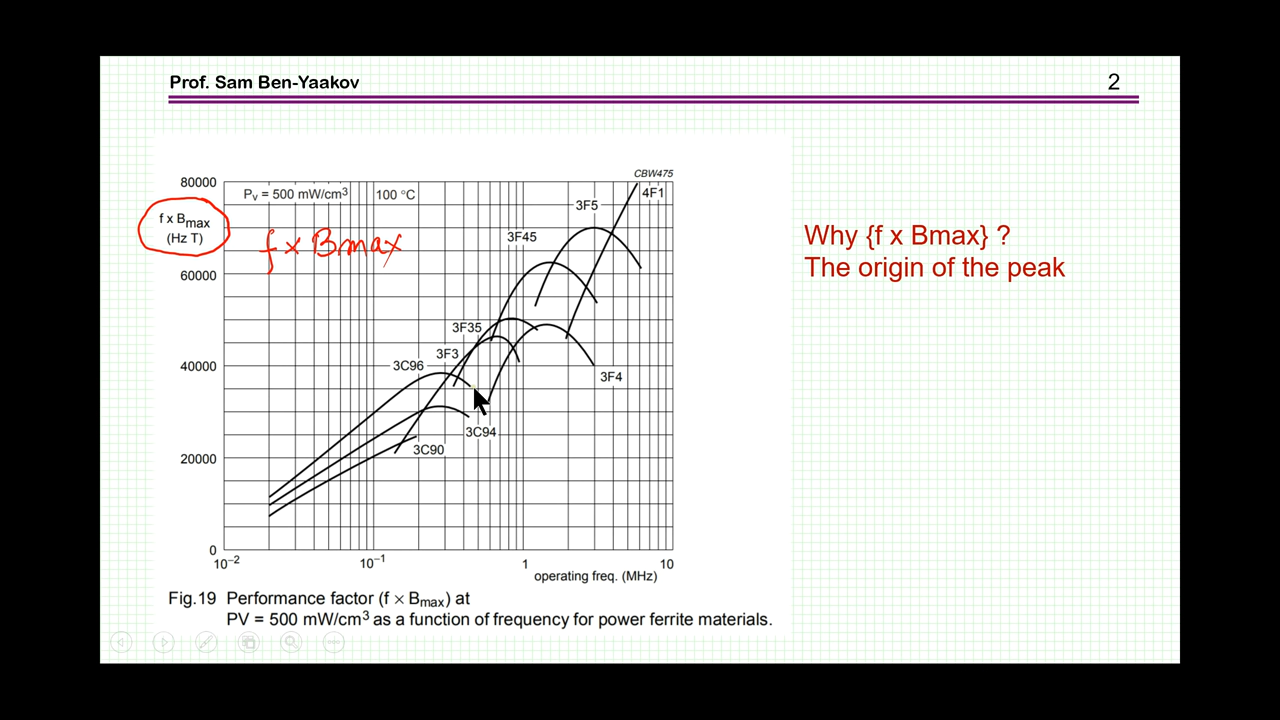 Prof. Sam Ben-Yaakov
2
CBW475
80000
Pv = 500 mW/cm³
100 °C
4F1
3F5
f x Bmax
(Hz T)
f x Bmax
3F45
Why {f x Bmax} ?
The origin of the peak
60000
3F35
3F3
40000
3C96
3F4
3C94
3C90
20000
0
10⁻²
10⁻¹
1
10
operating freq. (MHz)
Fig.19 Performance factor (f × Bmax) at
PV = 500 mW/cm³ as a function of frequency for power ferrite materials.